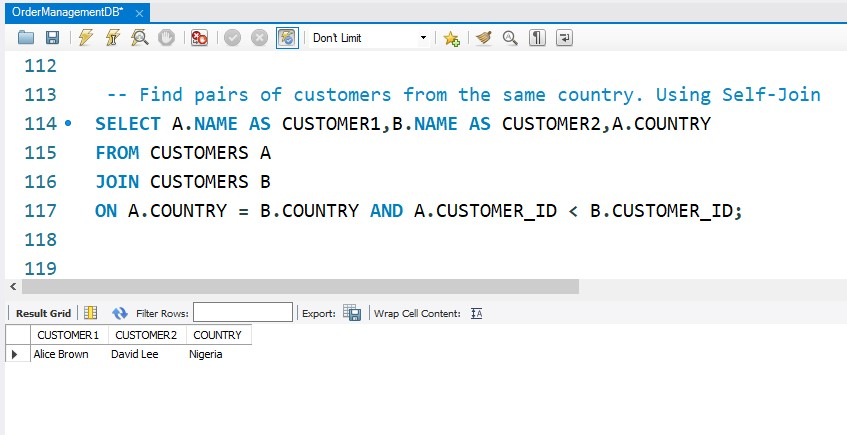 OrderManagementDB*
Don't Limit
112
113 -- Find pairs of customers from the same country. Using Self-Join
114 SELECT A.NAME AS CUSTOMER1,B.NAME AS CUSTOMER2,A.COUNTRY
115 FROM CUSTOMERS A
116 JOIN CUSTOMERS B
117 ON A.COUNTRY = B.COUNTRY AND A.CUSTOMER_ID < B.CUSTOMER_ID;
118
119
Result Grid Filter Rows: Export: Wrap Cell Content:
CUSTOMER1 CUSTOMER2 COUNTRY
Alice Brown David Lee Nigeria